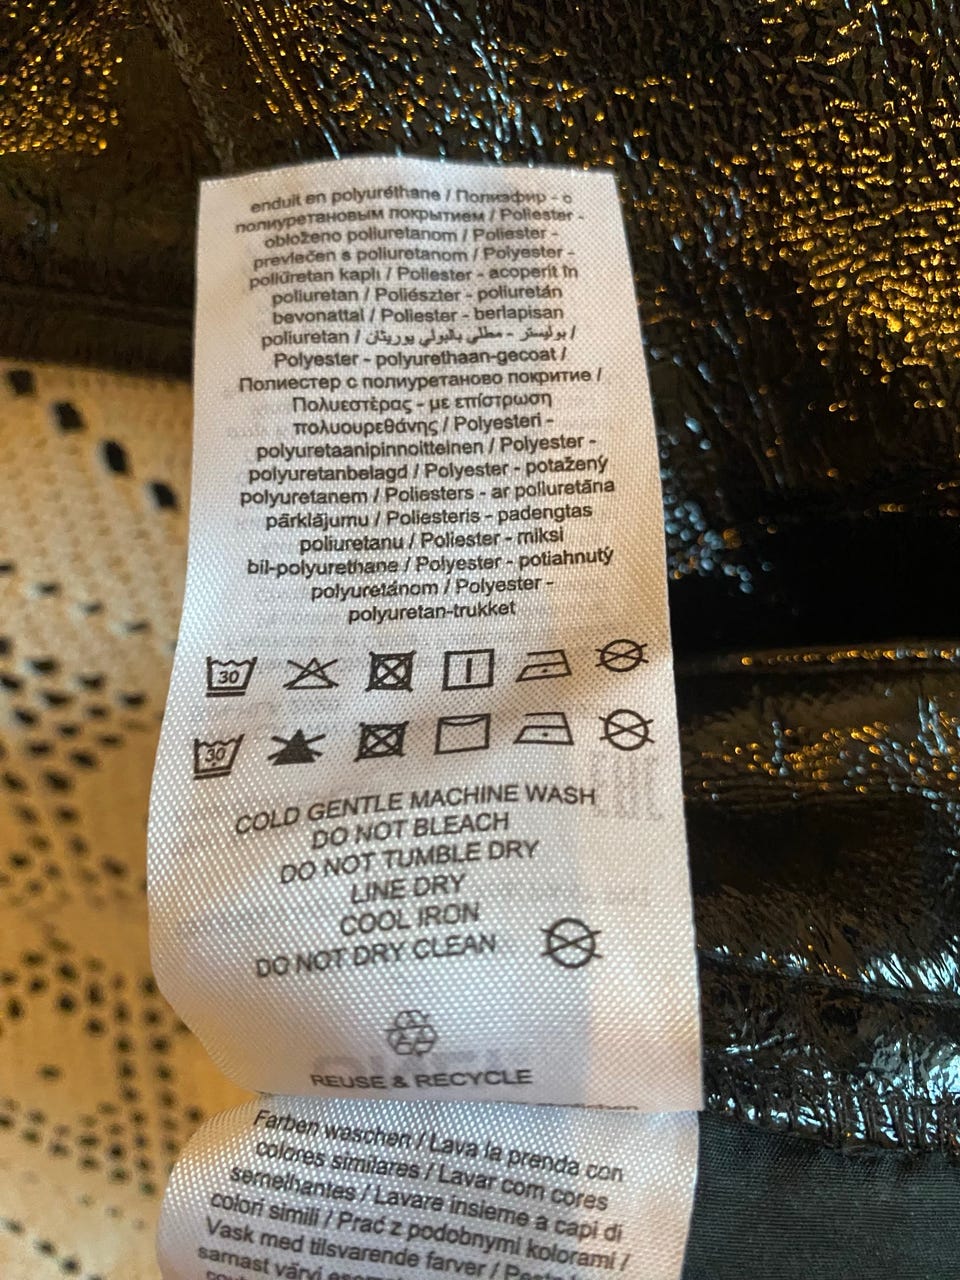 enduit en polyuréthane / Полиэфир - с
полиуретановым покрытием / Poliester -
obloženo poliuretanom / Poliester -
prevlečen s poliuretanom / Polyester -
poliüretan kaplı / Poliester - acoperit în
poliuretan / Poliészter - poliuretán
bevonattal / Poliester - berlapisan
poliuretan / بوليستر - مطلي بالبولي يوريثان /
Polyester - polyurethaan-gecoat /
Полиестер с полиуретаново покритие /
Πολυεστέρας - με επίστρωση
πολυουρεθάνης / Polyesteri -
polyuretaanipinnoitteinen / Polyester -
polyuretanbelagd / Polyester - potažený
polyuretanem / Poliesters - ar poliuretāna
pārklājumu / Poliesteris - padengtas
poliuretanu / Poliester - miksi
bil-polyurethane / Polyester - potiahnutý
polyuretánom / Polyester -
polyuretan-trukket
30
30
COLD GENTLE MACHINE WASH
DO NOT BLEACH
DO NOT TUMBLE DRY
LINE DRY
COOL IRON
DO NOT DRY CLEAN
REUSE & RECYCLE
Farben waschen / Lava la prenda con
colores similares / Lavar com cores
semelhantes / Lavare insieme a capi di
colori simili / Prać z podobnymi kolorami /
Vask med tilsvarende farver /
samast värvi